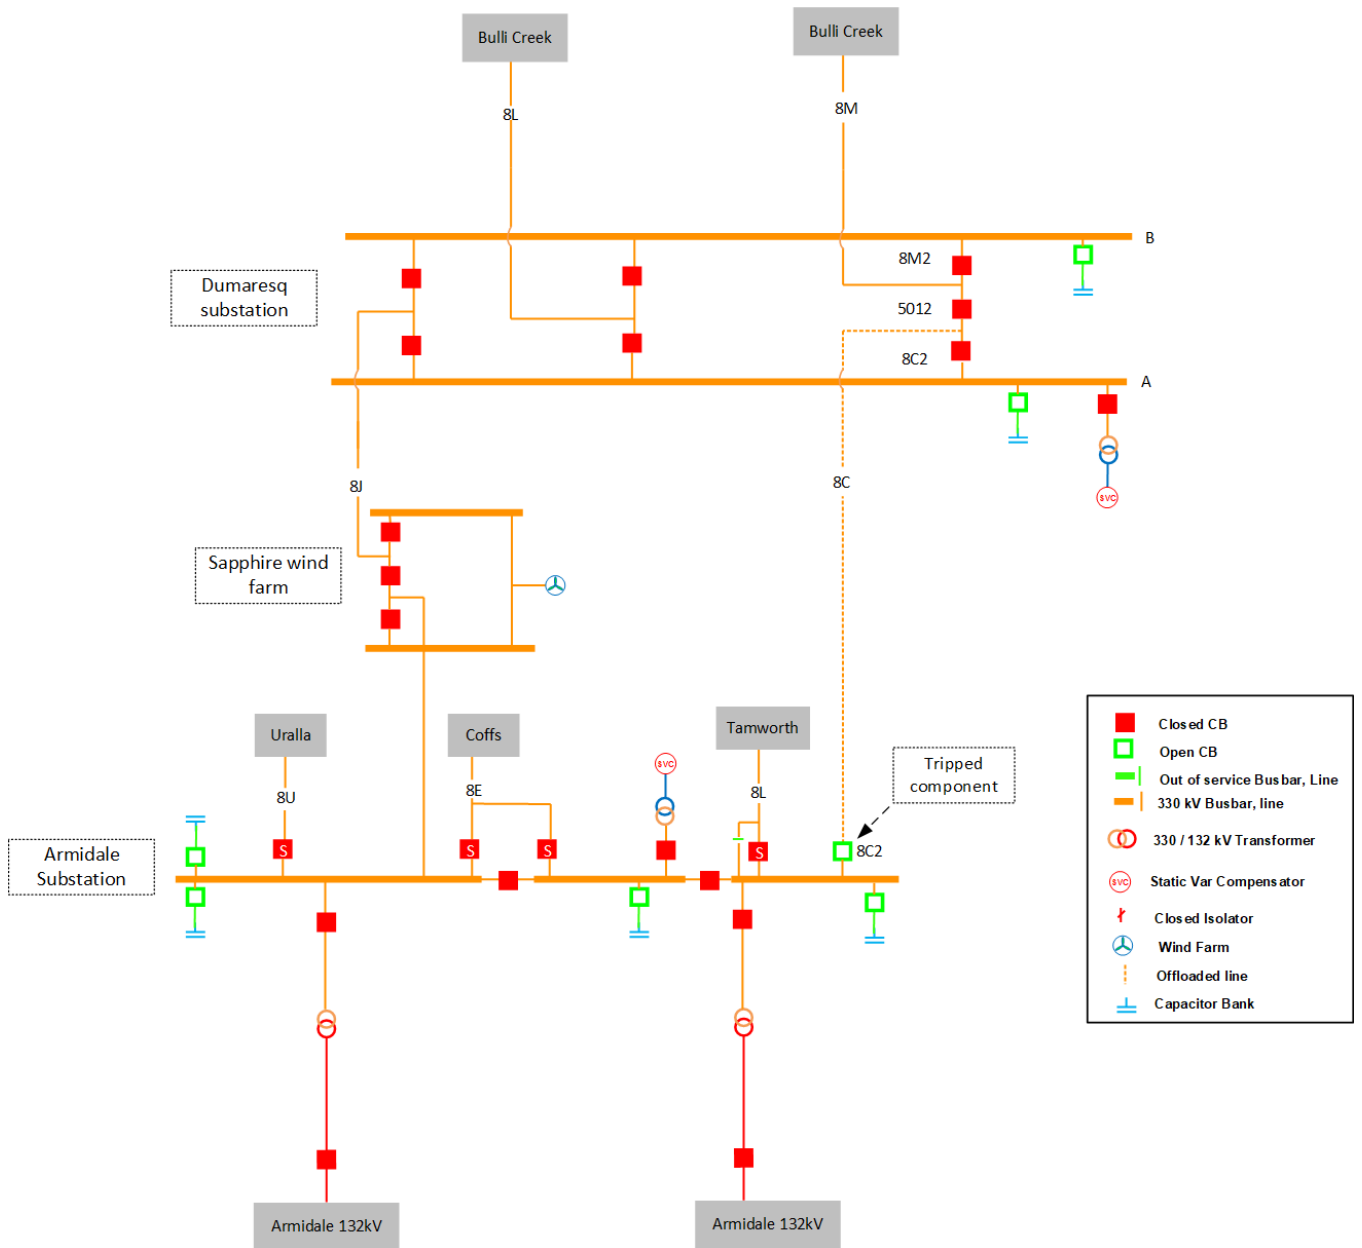 Bulli Creek
Bulli Creek
8L
8M
B
Dumaresq
substation
8M2
5012
8C2
A
8J
8C
SVC
Sapphire wind
farm
Uralla
Coffs
Tamworth
8U
8E
SVC
8L
Tripped
component
Armidale
Substation
S
S
S
S
8C2
Closed CB
Open CB
Out of service Busbar, Line
330 kV Busbar, line
330 / 132 kV Transformer
SVC
Static Var Compensator
Closed Isolator
Wind Farm
Offloaded line
Capacitor Bank
Armidale 132kV
Armidale 132kV